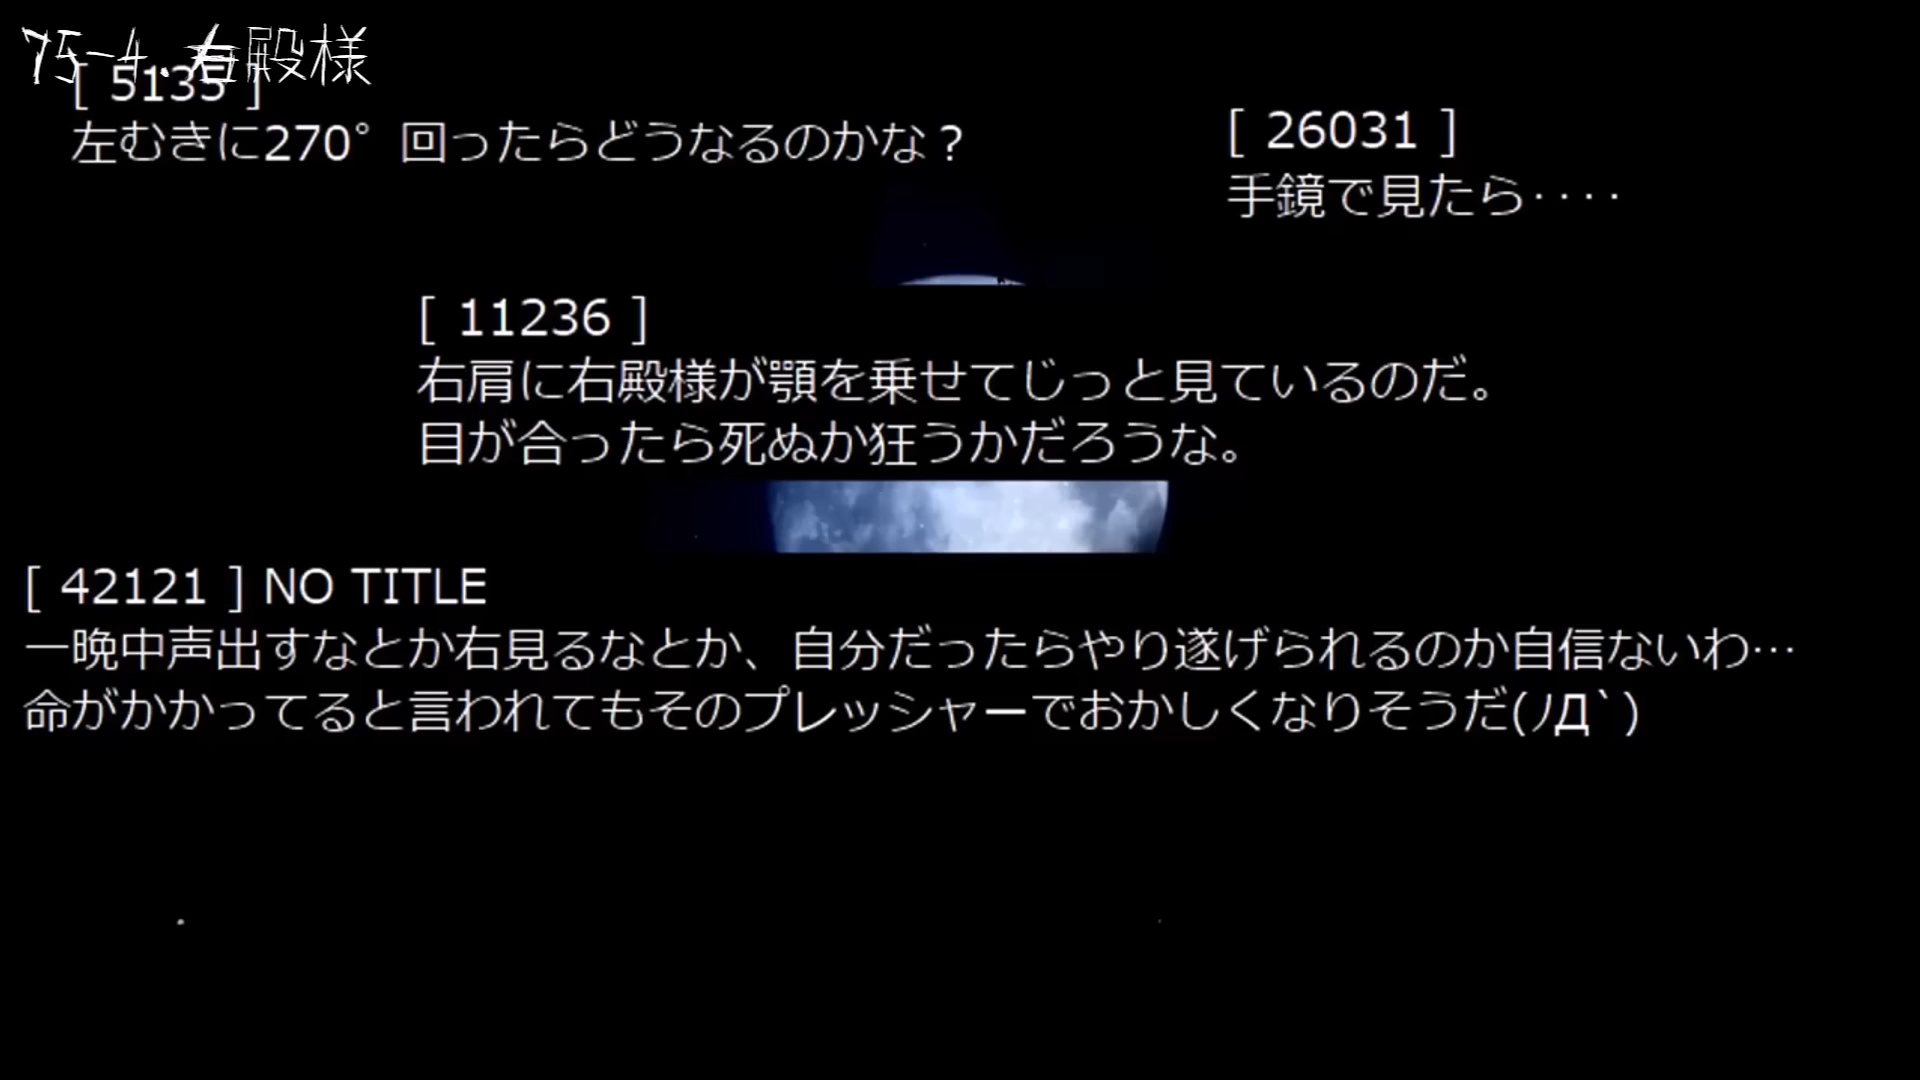 75-4.右殿様
[ 5135 ]
左むきに270°回ったらどうなるのかな？
[ 26031 ]
手鏡で見たら‥‥
[ 11236 ]
右肩に右殿様が顎を乗せてじっと見ているのだ。
目が合ったら死ぬか狂うかだろうな。
[ 42121 ] NO TITLE
一晩中声出すなとか右見るなとか、自分だったらやり遂げられるのか自信ないわ…
命がかかってると言われてもそのプレッシャーでおかしくなりそうだ(ﾉД`)